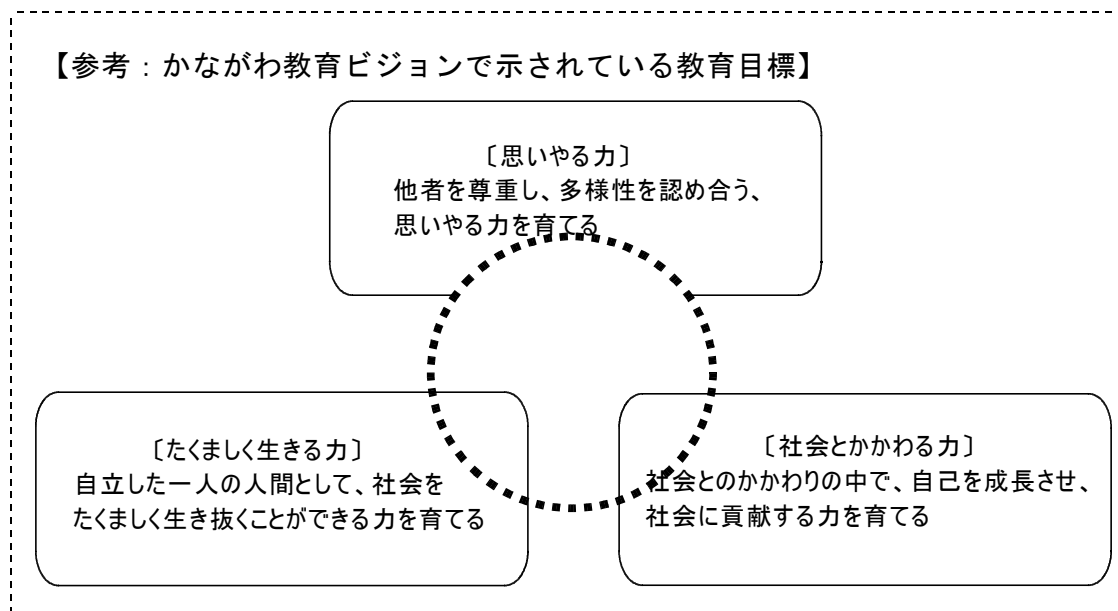 【参考：かながわ教育ビジョンで示されている教育目標】
〔思いやる力〕
他者を尊重し、多様性を認め合う、
思いやる力を育てる
〔たくましく生きる力〕
自立した一人の人間として、社会を
たくましく生き抜くことができる力を育てる
〔社会とかかわる力〕
社会とのかかわりの中で、自己を成長させ、
社会に貢献する力を育てる